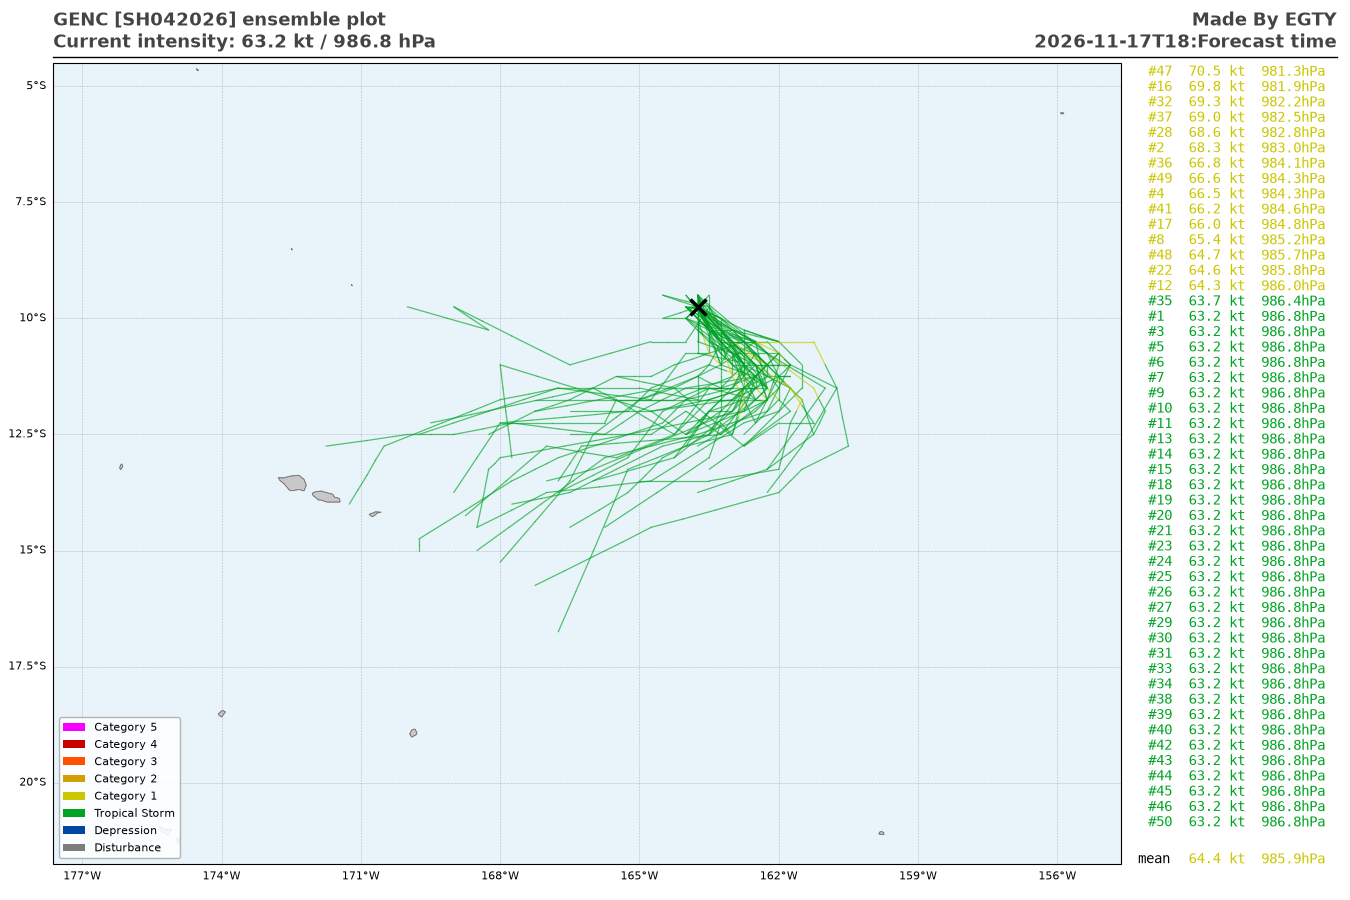 GENC [SH042026] ensemble plot
Current intensity: 63.2 kt / 986.8 hPa
Made By EGTY
2026-11-17T18:Forecast time
5°S
7.5°S
10°S
12.5°S
15°S
17.5°S
20°S
177°W
174°W
171°W
168°W
165°W
162°W
159°W
156°W
Category 5
Category 4
Category 3
Category 2
Category 1
Tropical Storm
Depression
Disturbance
#47 70.5 kt 981.3hPa
#16 69.8 kt 981.9hPa
#32 69.3 kt 982.2hPa
#37 69.0 kt 982.5hPa
#28 68.6 kt 982.8hPa
#2 68.3 kt 983.0hPa
#36 66.8 kt 984.1hPa
#49 66.6 kt 984.3hPa
#4 66.5 kt 984.3hPa
#41 66.2 kt 984.6hPa
#17 66.0 kt 984.8hPa
#8 65.4 kt 985.2hPa
#48 64.7 kt 985.7hPa
#22 64.6 kt 985.8hPa
#12 64.3 kt 986.0hPa
#35 63.7 kt 986.4hPa
#1 63.2 kt 986.8hPa
#3 63.2 kt 986.8hPa
#5 63.2 kt 986.8hPa
#6 63.2 kt 986.8hPa
#7 63.2 kt 986.8hPa
#9 63.2 kt 986.8hPa
#10 63.2 kt 986.8hPa
#11 63.2 kt 986.8hPa
#13 63.2 kt 986.8hPa
#14 63.2 kt 986.8hPa
#15 63.2 kt 986.8hPa
#18 63.2 kt 986.8hPa
#19 63.2 kt 986.8hPa
#20 63.2 kt 986.8hPa
#21 63.2 kt 986.8hPa
#23 63.2 kt 986.8hPa
#24 63.2 kt 986.8hPa
#25 63.2 kt 986.8hPa
#26 63.2 kt 986.8hPa
#27 63.2 kt 986.8hPa
#29 63.2 kt 986.8hPa
#30 63.2 kt 986.8hPa
#31 63.2 kt 986.8hPa
#33 63.2 kt 986.8hPa
#34 63.2 kt 986.8hPa
#38 63.2 kt 986.8hPa
#39 63.2 kt 986.8hPa
#40 63.2 kt 986.8hPa
#42 63.2 kt 986.8hPa
#43 63.2 kt 986.8hPa
#44 63.2 kt 986.8hPa
#45 63.2 kt 986.8hPa
#46 63.2 kt 986.8hPa
#50 63.2 kt 986.8hPa
mean 64.4 kt 985.9hPa